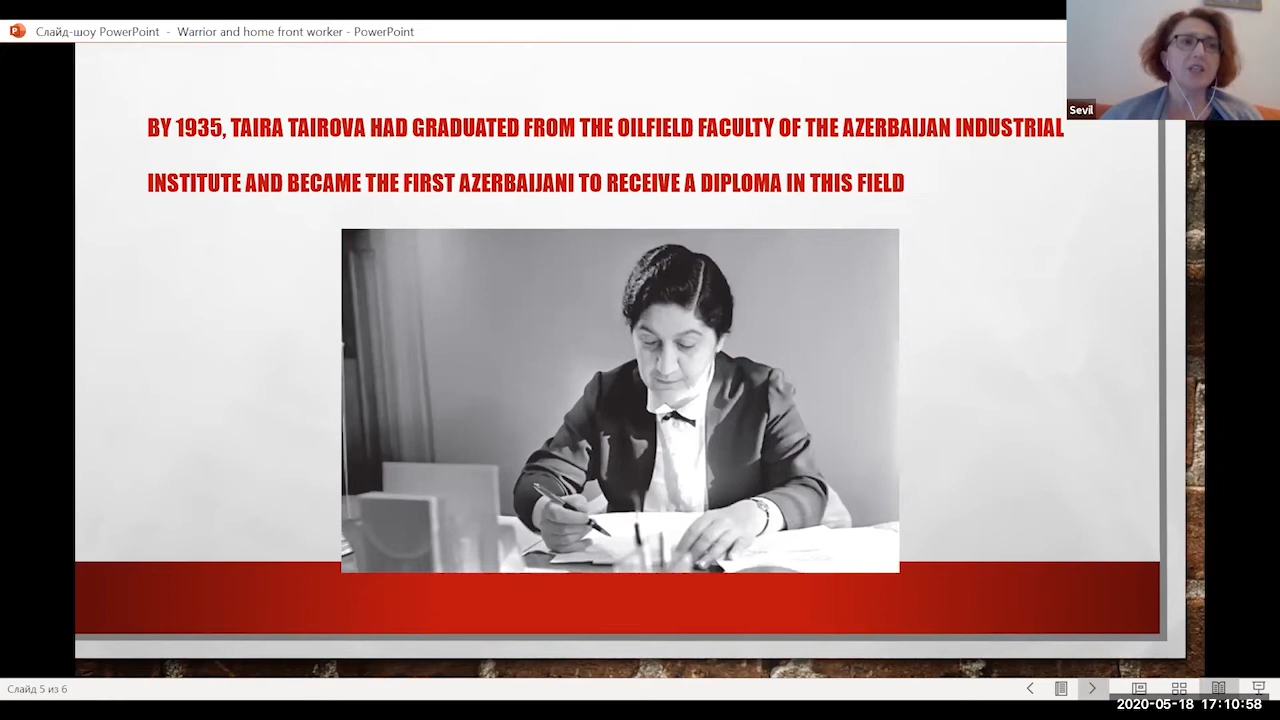 Слайд-шоу PowerPoint - Warrior and home front worker - PowerPoint
Sevil
BY 1935, TAIRA TAIROVA HAD GRADUATED FROM THE OILFIELD FACULTY OF THE AZERBAIJAN INDUSTRIAL
INSTITUTE AND BECAME THE FIRST AZERBAIJANI TO RECEIVE A DIPLOMA IN THIS FIELD
Слайд 5 из 6
2020-05-18 17:10:58